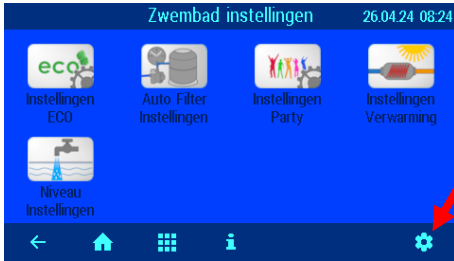 Zwembad instellingen 26.04.24 08:24
eco
Instellingen
ECO
Auto Filter
Instellingen
Instellingen
Party
Instellingen
Verwarming
Niveau
Instellingen